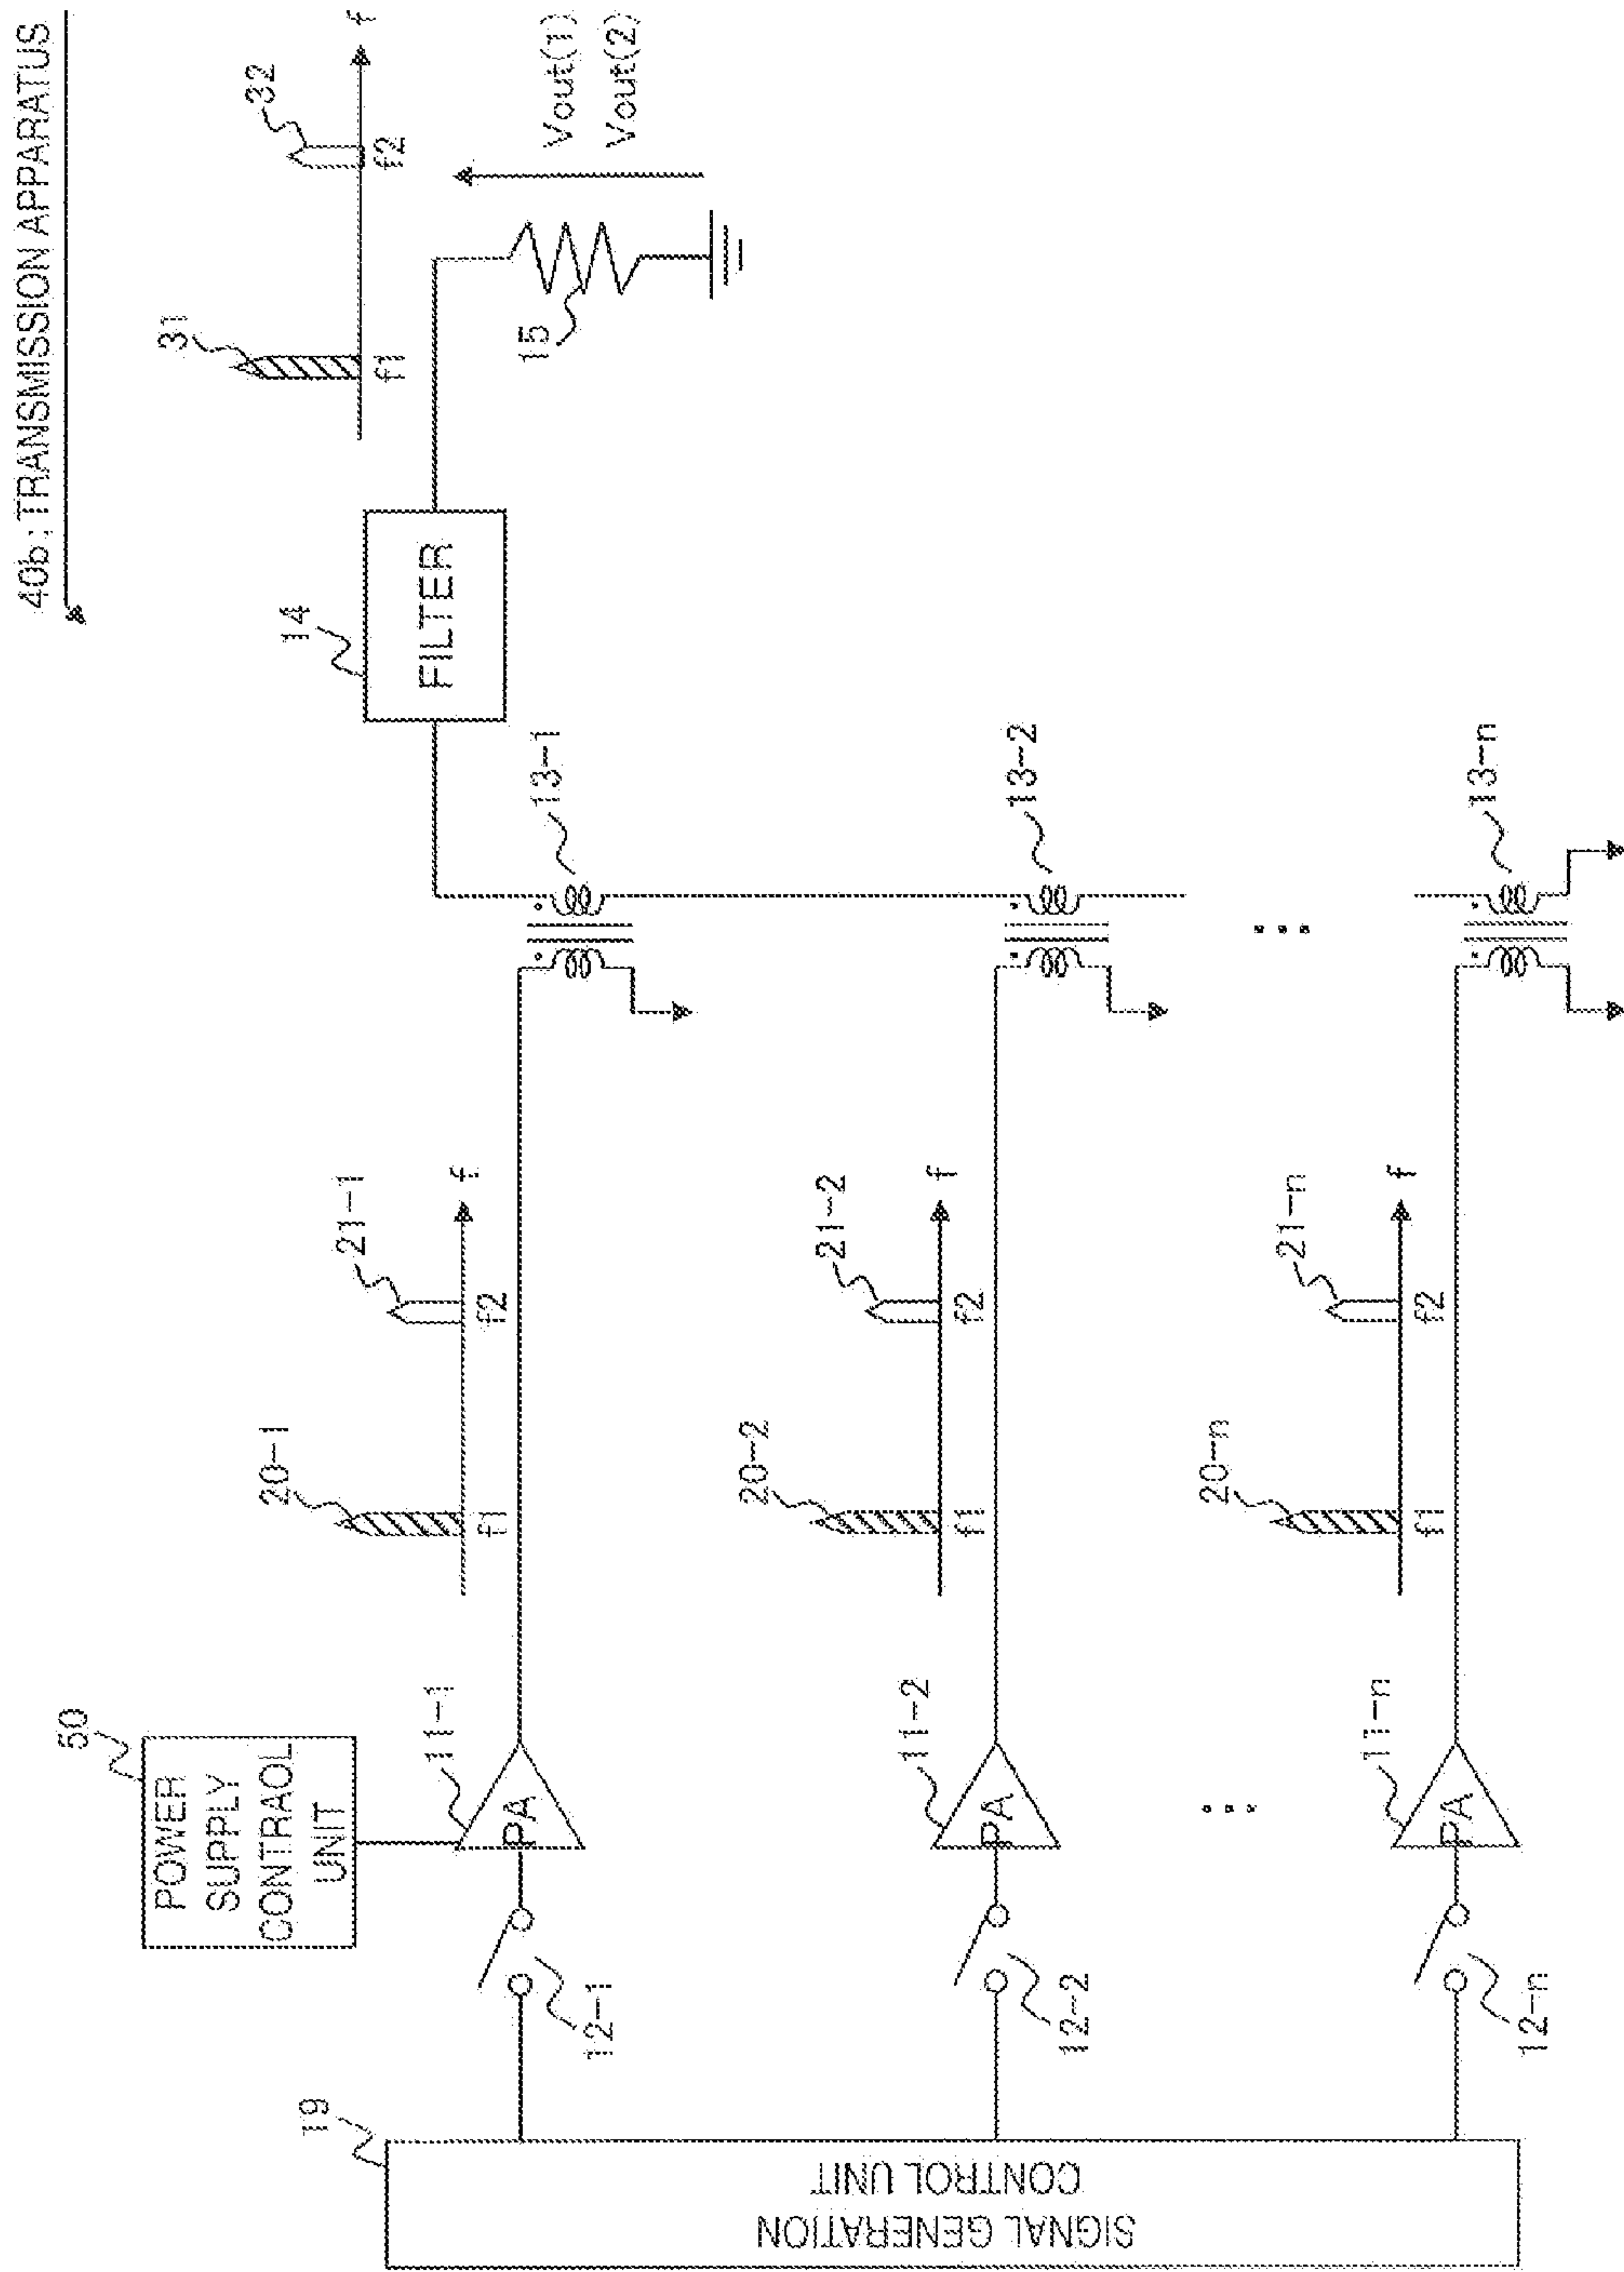 40b ; TRANSMISSION APPARATUS
50
POWER
SUPPLY
CONTRAOL
UNIT
19
SIGNAL GENERATION
CONTROL UNIT
12-1
PA
11-1
20-1
21-1
f1
f2
f
13-1
14
FILTER
31
32
f1
f2
f
15
Vout(1)
Vout(2)
12-2
PA
11-2
20-2
21-2
f1
f2
f
13-2
...
...
12-n
PA
11-n
20-n
21-n
f1
f2
f
13-n